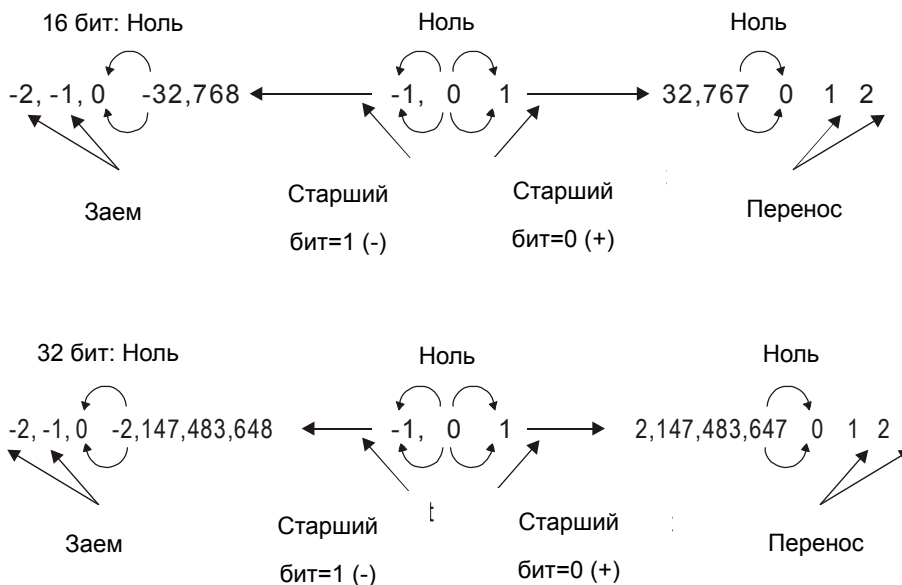 16 бит: Ноль Ноль Ноль
-2, -1, 0 -32,768 -1, 0 1 32,767 0 1 2
Заем Старший Старший Перенос
бит=1 (-) бит=0 (+)
32 бит: Ноль Ноль Ноль
-2, -1, 0 -2,147,483,648 -1, 0 1 2,147,483,647 0 1 2
Заем Старший Старший Перенос
бит=1 (-) бит=0 (+)